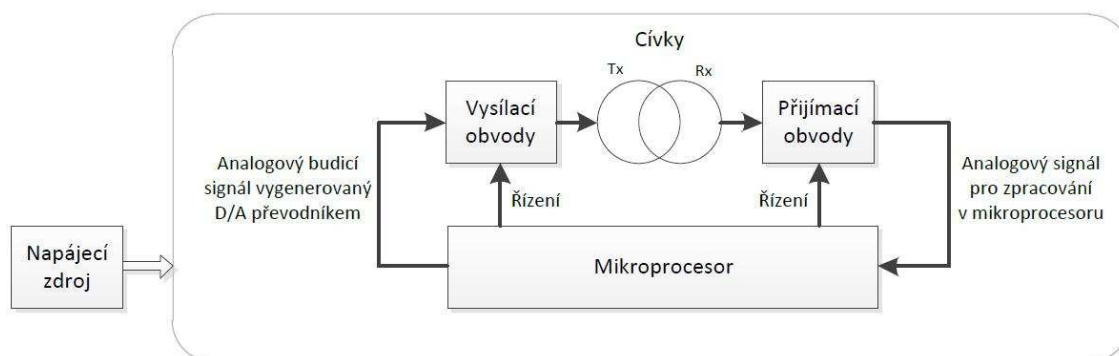 Cívky
Tx
Rx
Vysílací
obvody
Přijímací
obvody
Analogový budicí
signál vygenerovaný
D/A převodníkem
Řízení
Řízení
Analogový signál
pro zpracování
v mikroprocesoru
Napájecí
zdroj
Mikroprocesor